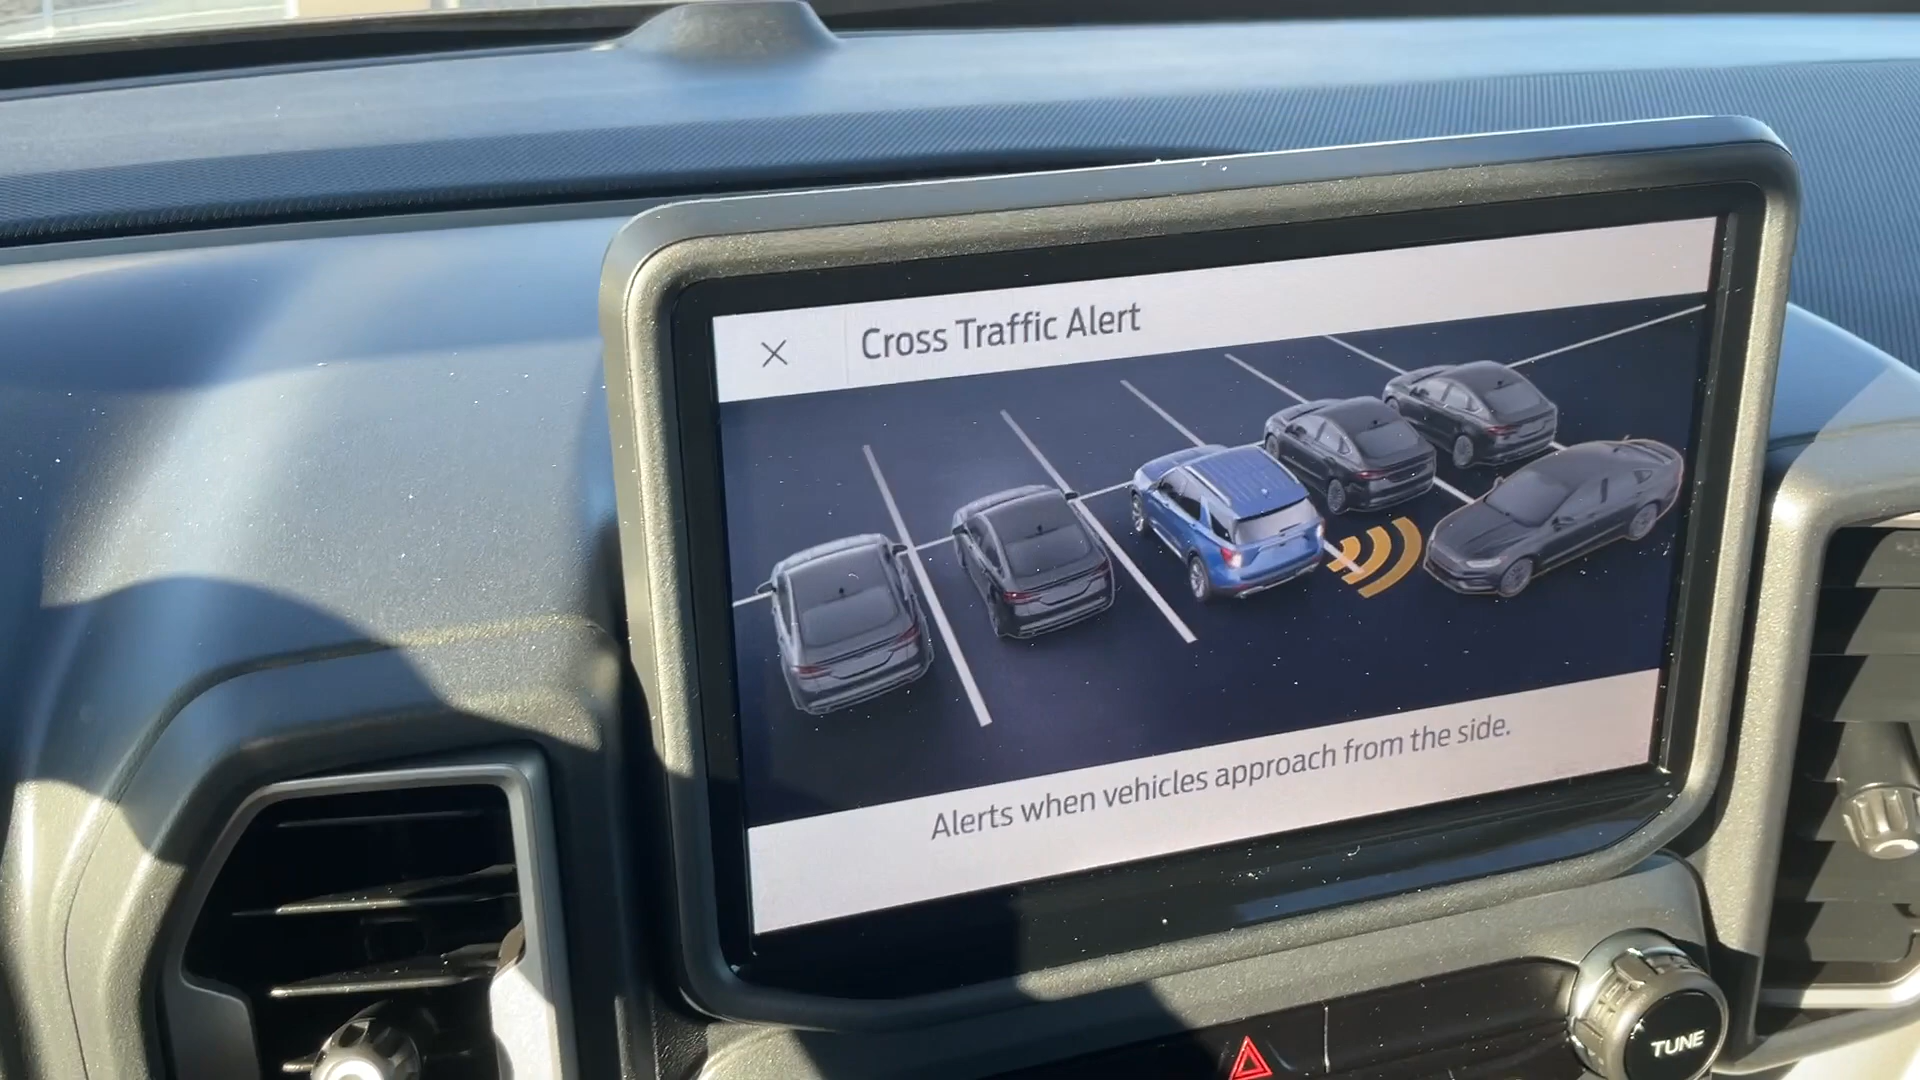 Cross Traffic Alert
Alerts when vehicles approach from the side.
TUNE